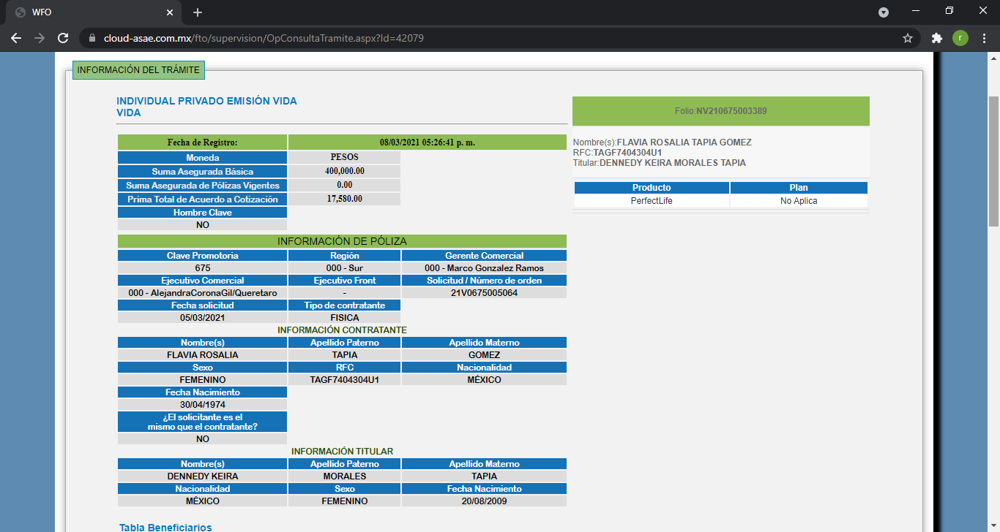 WFO
cloud-asae.com.mx/fto/supervision/OpConsultaTramite.aspx?Id=42079
r
INFORMACIÓN DEL TRÁMITE
INDIVIDUAL PRIVADO EMISIÓN VIDA
VIDA
Fecha de Registro: 08/03/2021 05:26:41 p. m.
Moneda PESOS
Suma Asegurada Básica 400,000.00
Suma Asegurada de Pólizas Vigentes 0.00
Prima Total de Acuerdo a Cotización 17,580.00
Hombre Clave
NO
INFORMACIÓN DE PÓLIZA
Clave Promotoria Región Gerente Comercial
675 000 - Sur 000 - Marco Gonzalez Ramos
Ejecutivo Comercial Ejecutivo Front Solicitud / Número de orden
000 - AlejandraCoronaGil/Queretaro - 21V0675005064
Fecha solicitud Tipo de contratante
05/03/2021 FISICA
INFORMACIÓN CONTRATANTE
Nombre(s) Apellido Paterno Apellido Materno
FLAVIA ROSALIA TAPIA GOMEZ
Sexo RFC Nacionalidad
FEMENINO TAGF7404304U1 MÉXICO
Fecha Nacimiento
30/04/1974
¿El solicitante es el
mismo que el contratante?
NO
INFORMACIÓN TITULAR
Nombre(s) Apellido Paterno Apellido Materno
DENNEDY KEIRA MORALES TAPIA
Nacionalidad Sexo Fecha Nacimiento
MÉXICO FEMENINO 20/08/2009
Tabla Beneficiarios
Folio:NV210675003389
Nombre(s):FLAVIA ROSALIA TAPIA GOMEZ
RFC:TAGF7404304U1
Titular:DENNEDY KEIRA MORALES TAPIA
Producto Plan
PerfectLife No Aplica